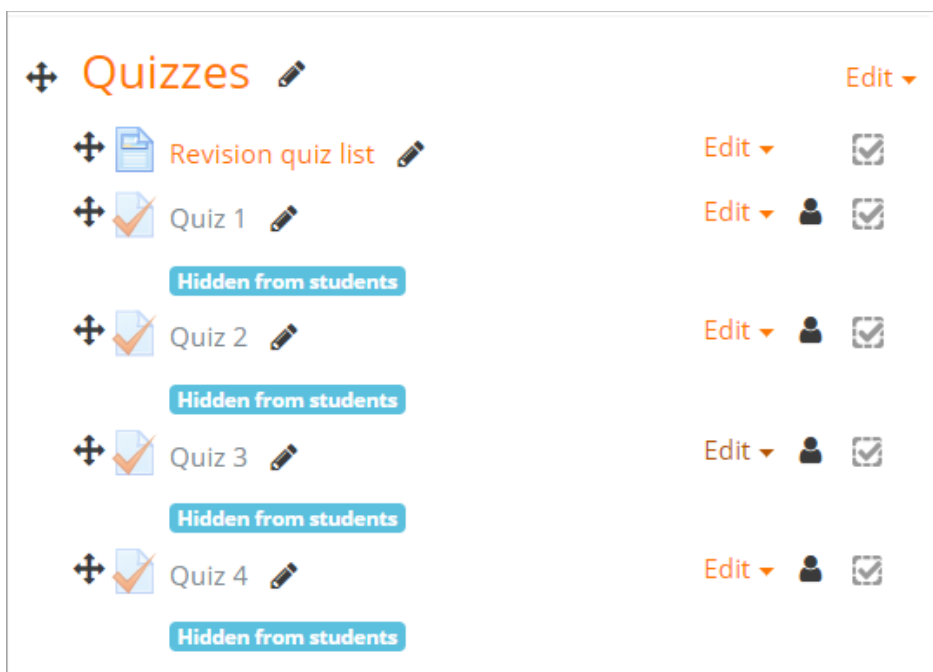 Quizzes Edit
Revision quiz list Edit
Quiz 1 Edit
Hidden from students
Quiz 2 Edit
Hidden from students
Quiz 3 Edit
Hidden from students
Quiz 4 Edit
Hidden from students